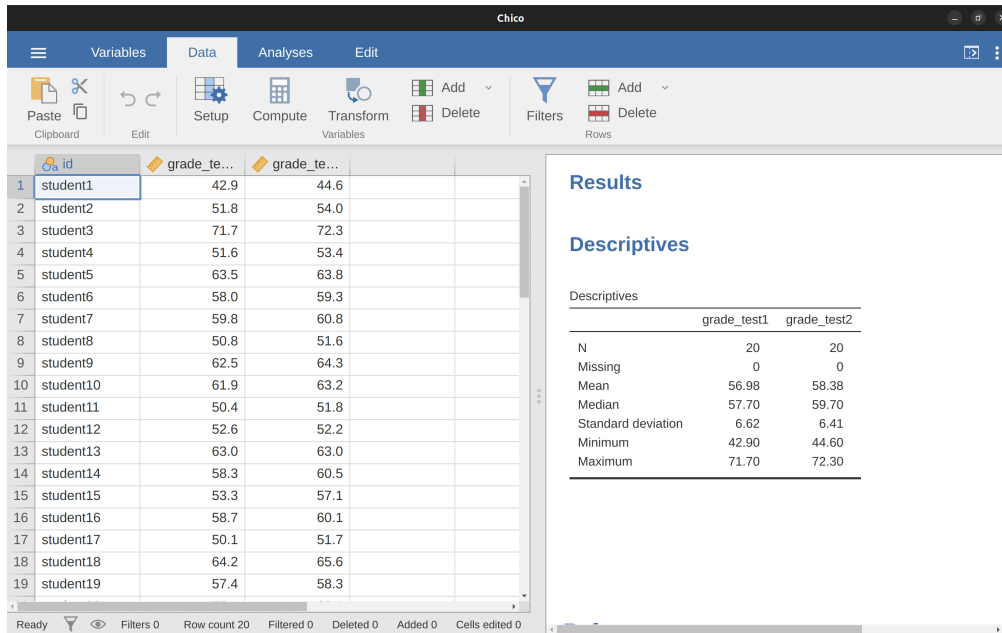 Chico
Variables Data Analyses Edit
Paste Setup Compute Transform Add Delete Filters Add Delete
Clipboard Edit Variables Rows
id grade_te... grade_te...
1 student1 42.9 44.6
2 student2 51.8 54.0
3 student3 71.7 72.3
4 student4 51.6 53.4
5 student5 63.5 63.8
6 student6 58.0 59.3
7 student7 59.8 60.8
8 student8 50.8 51.6
9 student9 62.5 64.3
10 student10 61.9 63.2
11 student11 50.4 51.8
12 student12 52.6 52.2
13 student13 63.0 63.0
14 student14 58.3 60.5
15 student15 53.3 57.1
16 student16 58.7 60.1
17 student17 50.1 51.7
18 student18 64.2 65.6
19 student19 57.4 58.3
Ready Filters 0 Row count 20 Filtered 0 Deleted 0 Added 0 Cells edited 0
Results
Descriptives
Descriptives
grade_test1 grade_test2
N 20 20
Missing 0 0
Mean 56.98 58.38
Median 57.70 59.70
Standard deviation 6.62 6.41
Minimum 42.90 44.60
Maximum 71.70 72.30